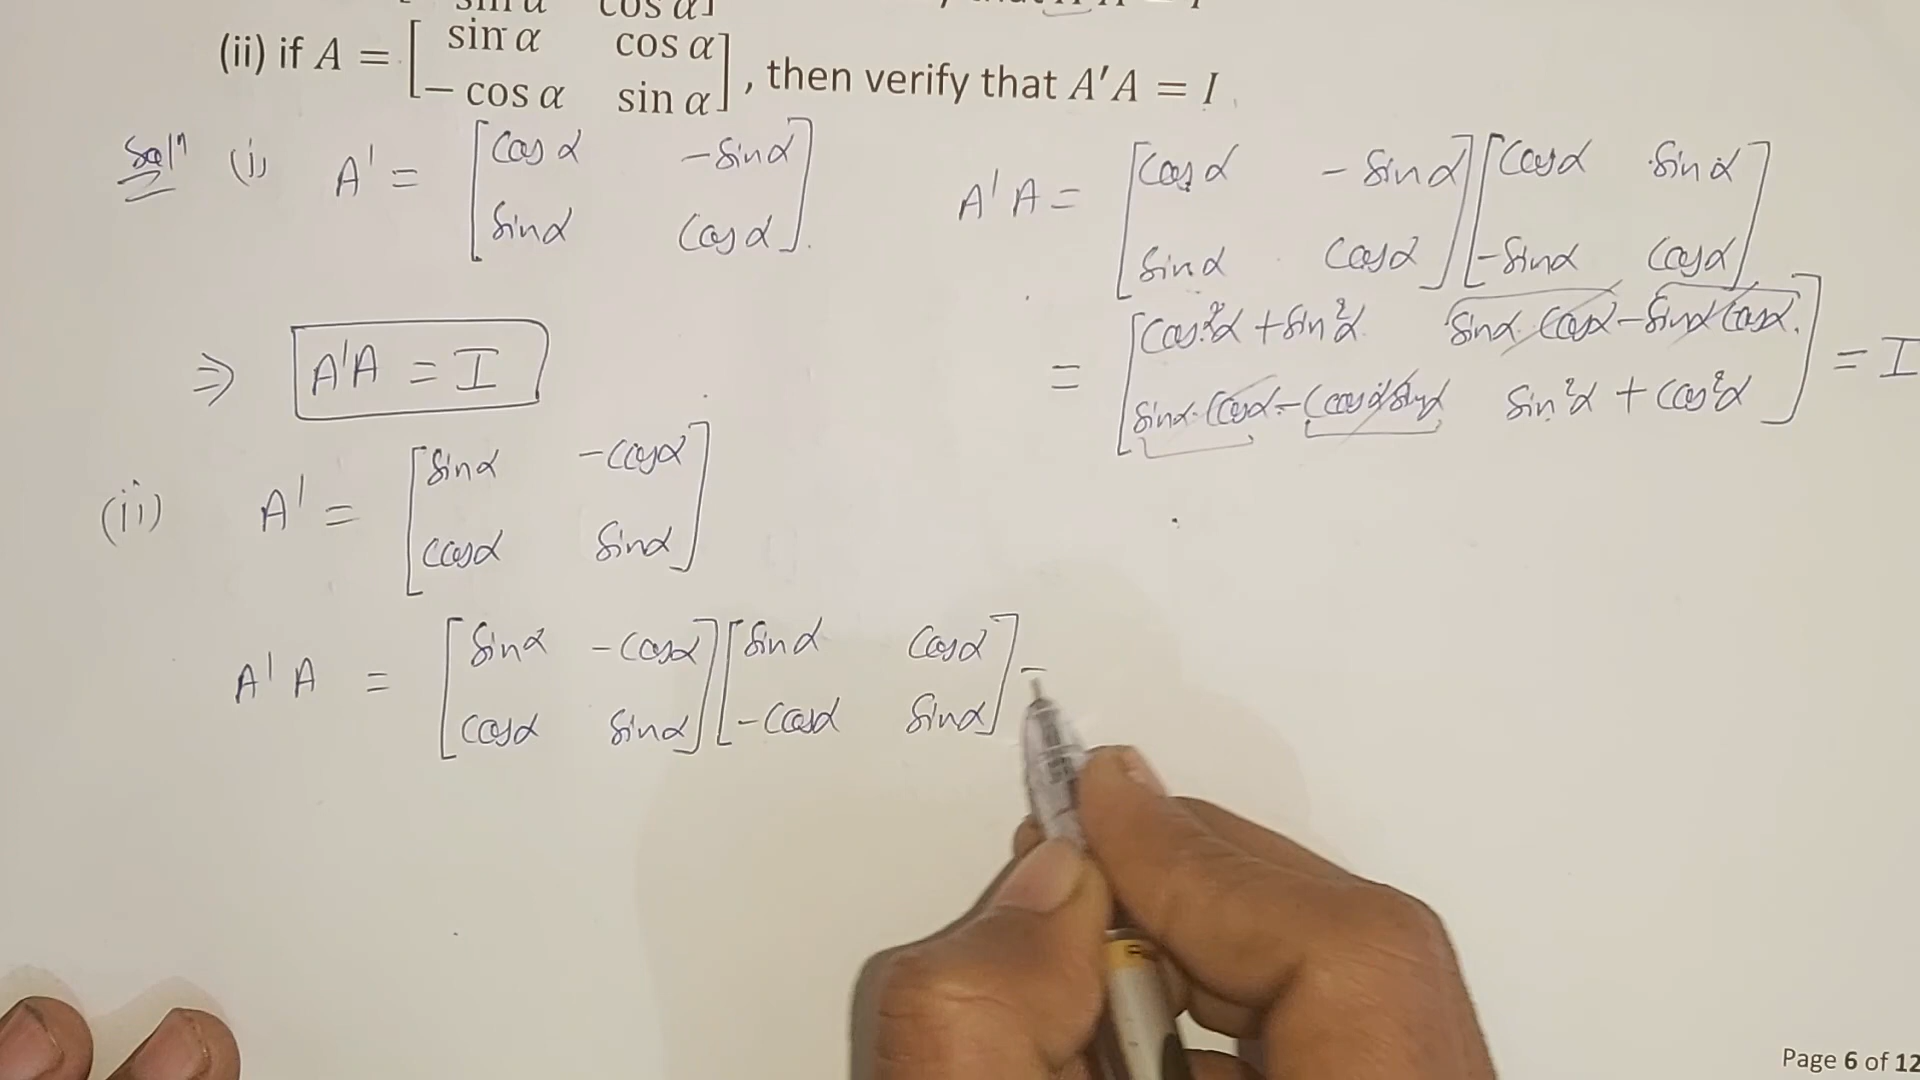 (ii) if A = [ sin α cos α
− cos α sin α ] , then verify that A′A = I
Solⁿ (i) A' = [ cos α − sin α
sin α cos α ].
A'A = [ cos α − sin α ] [ cos α sin α
sin α cos α ] [ − sin α cos α ]
= [ cos²α + sin²α sin α. cos α − sin α cos α.
sin α. cos α − cos α sin α sin²α + cos²α ] = I
⇒ A'A = I
(ii) A' = [ sin α − cos α
cos α sin α ]
A'A = [ sin α − cos α ] [ sin α cos α
cos α sin α ] [ − cos α sin α ] =
Page 6 of 12